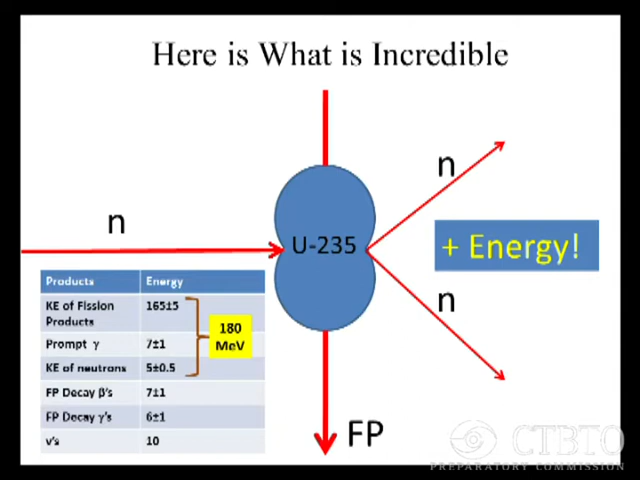 Here is What is Incredible
n
n
U-235
+ Energy!
n
Products Energy
KE of Fission Products 165±5
Prompt γ 7±1
KE of neutrons 5±0.5
FP Decay β's 7±1
FP Decay γ's 6±1
ν's 10
180
MeV
FP
CTBTO
PREPARATORY COMMISSION